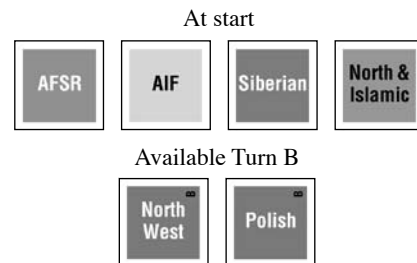 At start
AFSR
AIF
Siberian
North &
Islamic
Available Turn B
B
North
West
B
Polish